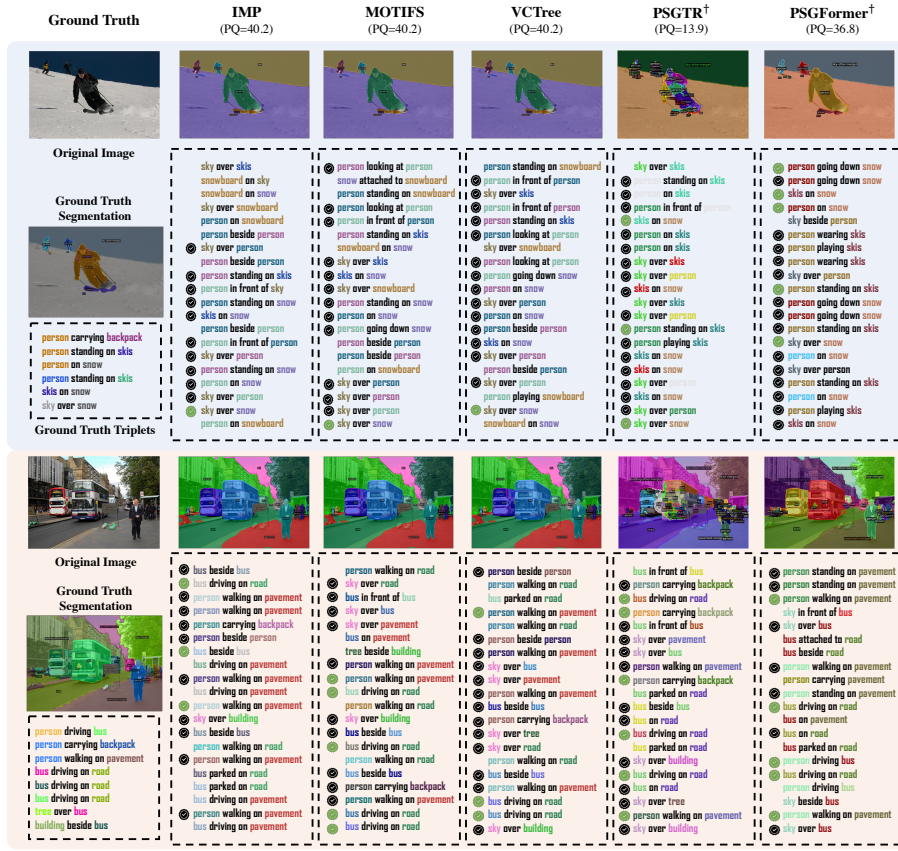 Ground Truth
IMP
(PQ=40.2)
MOTIFS
(PQ=40.2)
VCTree
(PQ=40.2)
PSGTR†
(PQ=13.9)
PSGFormer†
(PQ=36.8)
Original Image
Ground Truth
Segmentation
person carrying backpack
person standing on skis
person on snow
person standing on skis
skis on snow
sky over snow
Ground Truth Triplets
sky over skis
snowboard on sky
snowboard on snow
sky over snowboard
person on snowboard
person beside person
sky over person
person beside person
person standing on skis
person in front of sky
person standing on snow
skis on snow
person beside person
person in front of person
sky over person
person standing on snow
person on snow
sky over person
sky over snow
person on snowboard
person looking at person
snow attached to snowboard
person standing on snowboard
person looking at person
person in front of person
person standing on skis
snowboard on snow
sky over skis
skis on snow
sky over snowboard
person standing on snow
person on snow
person going down snow
person beside person
person beside person
person on snowboard
sky over person
sky over person
sky over person
sky over snow
person standing on snowboard
person in front of person
sky over skis
person in front of person
person standing on skis
person looking at person
sky over snowboard
person looking at person
person going down snow
person on snow
sky over person
person on snow
person beside person
skis on snow
sky over person
person beside person
sky over person
person playing snowboard
sky over snow
snowboard on snow
sky over skis
person standing on skis
person on skis
person in front of person
skis on snow
person on skis
person on skis
sky over skis
sky over person
skis on snow
sky over skis
sky over person
person standing on skis
person playing skis
skis on snow
skis on snow
sky over person
skis on snow
sky over person
sky over snow
person going down snow
person going down snow
skis on snow
person on snow
sky beside person
person wearing skis
person playing skis
person wearing skis
sky over person
person standing on skis
person going down snow
person standing on skis
sky over snow
person on snow
sky over person
person standing on skis
person on snow
person playing skis
skis on snow
Original Image
Ground Truth
Segmentation
person driving bus
person carrying backpack
person walking on pavement
bus driving on road
bus driving on road
bus driving on road
tree over bus
building beside bus
bus beside bus
bus driving on road
person walking on pavement
person walking on pavement
person carrying backpack
person beside person
bus beside bus
bus driving on pavement
person walking on pavement
bus driving on pavement
person walking on pavement
sky over building
bus beside bus
person walking on road
person walking on pavement
bus parked on road
bus parked on road
bus driving on pavement
person walking on pavement
bus driving on pavement
person walking on road
sky over road
bus in front of bus
sky over bus
sky over pavement
bus on pavement
tree beside building
person walking on pavement
person walking on pavement
bus driving on road
person walking on road
sky over building
bus beside bus
bus driving on road
person walking on road
bus beside bus
person carrying backpack
person walking on pavement
bus driving on road
bus driving on road
person beside person
person walking on road
bus parked on road
person walking on pavement
person walking on pavement
person beside person
person walking on pavement
sky over bus
sky over pavement
person walking on pavement
bus beside bus
person carrying backpack
sky over tree
sky over road
person walking on road
bus beside bus
person walking on pavement
bus driving on road
bus driving on road
sky over building
bus in front of bus
person carrying backpack
bus driving on road
person carrying backpack
bus in front of bus
sky over pavement
sky over bus
person walking on pavement
person carrying backpack
bus parked on road
bus beside bus
bus on road
bus driving on road
bus parked on road
sky over building
bus driving on road
bus driving on road
sky over tree
person walking on pavement
sky over building
person standing on pavement
person standing on pavement
person walking on pavement
sky in front of bus
sky over bus
bus attached to road
bus beside bus
person walking on pavement
person carrying pavement
person standing on pavement
bus driving on road
bus on pavement
bus on road
bus parked on road
person driving bus
bus driving on road
person driving bus
sky beside bus
person walking on pavement
sky over bus